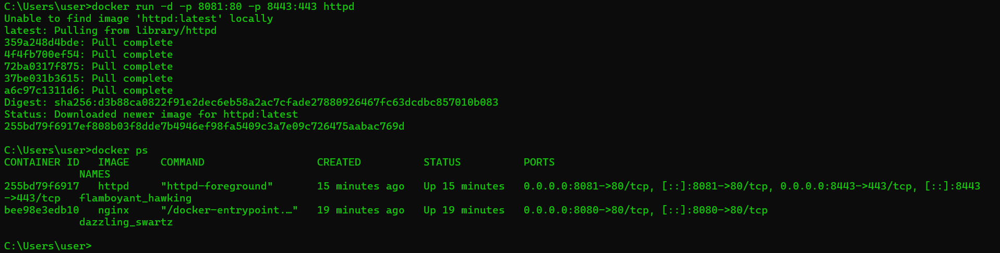 C:\Users\user>docker run -d -p 8081:80 -p 8443:443 httpd
Unable to find image 'httpd:latest' locally
latest: Pulling from library/httpd
359a248d4bde: Pull complete
4f4fb700ef54: Pull complete
72ba0317f875: Pull complete
37be031b3615: Pull complete
a6c97c1311d6: Pull complete
Digest: sha256:d3b88ca0822f91e2dec6eb58a2ac7cfade27880926467fc63dcdbc857010b083
Status: Downloaded newer image for httpd:latest
255bd79f6917ef808b03f8dde7b4946ef98fa5409c3a7e09c726475aabac769d
C:\Users\user>docker ps
CONTAINER ID   IMAGE     COMMAND                  CREATED          STATUS          PORTS
            NAMES
255bd79f6917   httpd     "httpd-foreground"       15 minutes ago   Up 15 minutes   0.0.0.0:8081->80/tcp, [::]:8081->80/tcp, 0.0.0.0:8443->443/tcp, [::]:8443
->443/tcp   flamboyant_hawking
bee98e3edb10   nginx     "/docker-entrypoint.…"   19 minutes ago   Up 19 minutes   0.0.0.0:8080->80/tcp, [::]:8080->80/tcp
            dazzling_swartz
C:\Users\user>